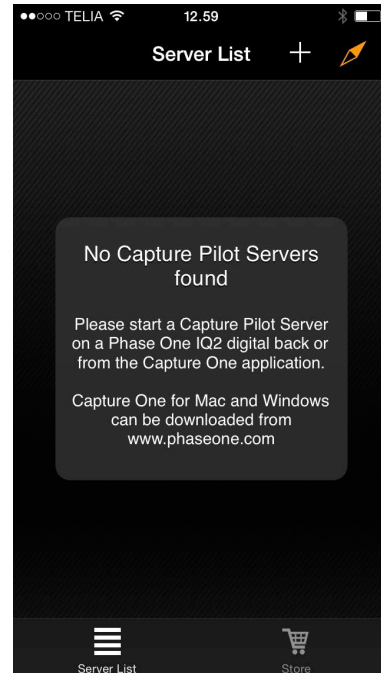 TELIA 12.59
Server List
No Capture Pilot Servers
found
Please start a Capture Pilot Server
on a Phase One IQ2 digital back or
from the Capture One application.
Capture One for Mac and Windows
can be downloaded from
www.phaseone.com
Server List Store